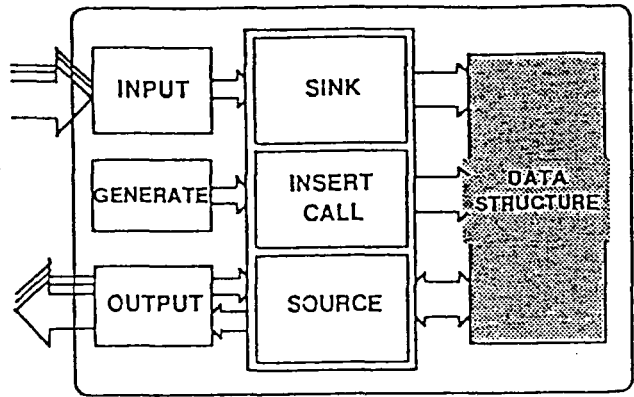 INPUT
SINK
GENERATE
INSERT
CALL
DATA
STRUCTURE
OUTPUT
SOURCE